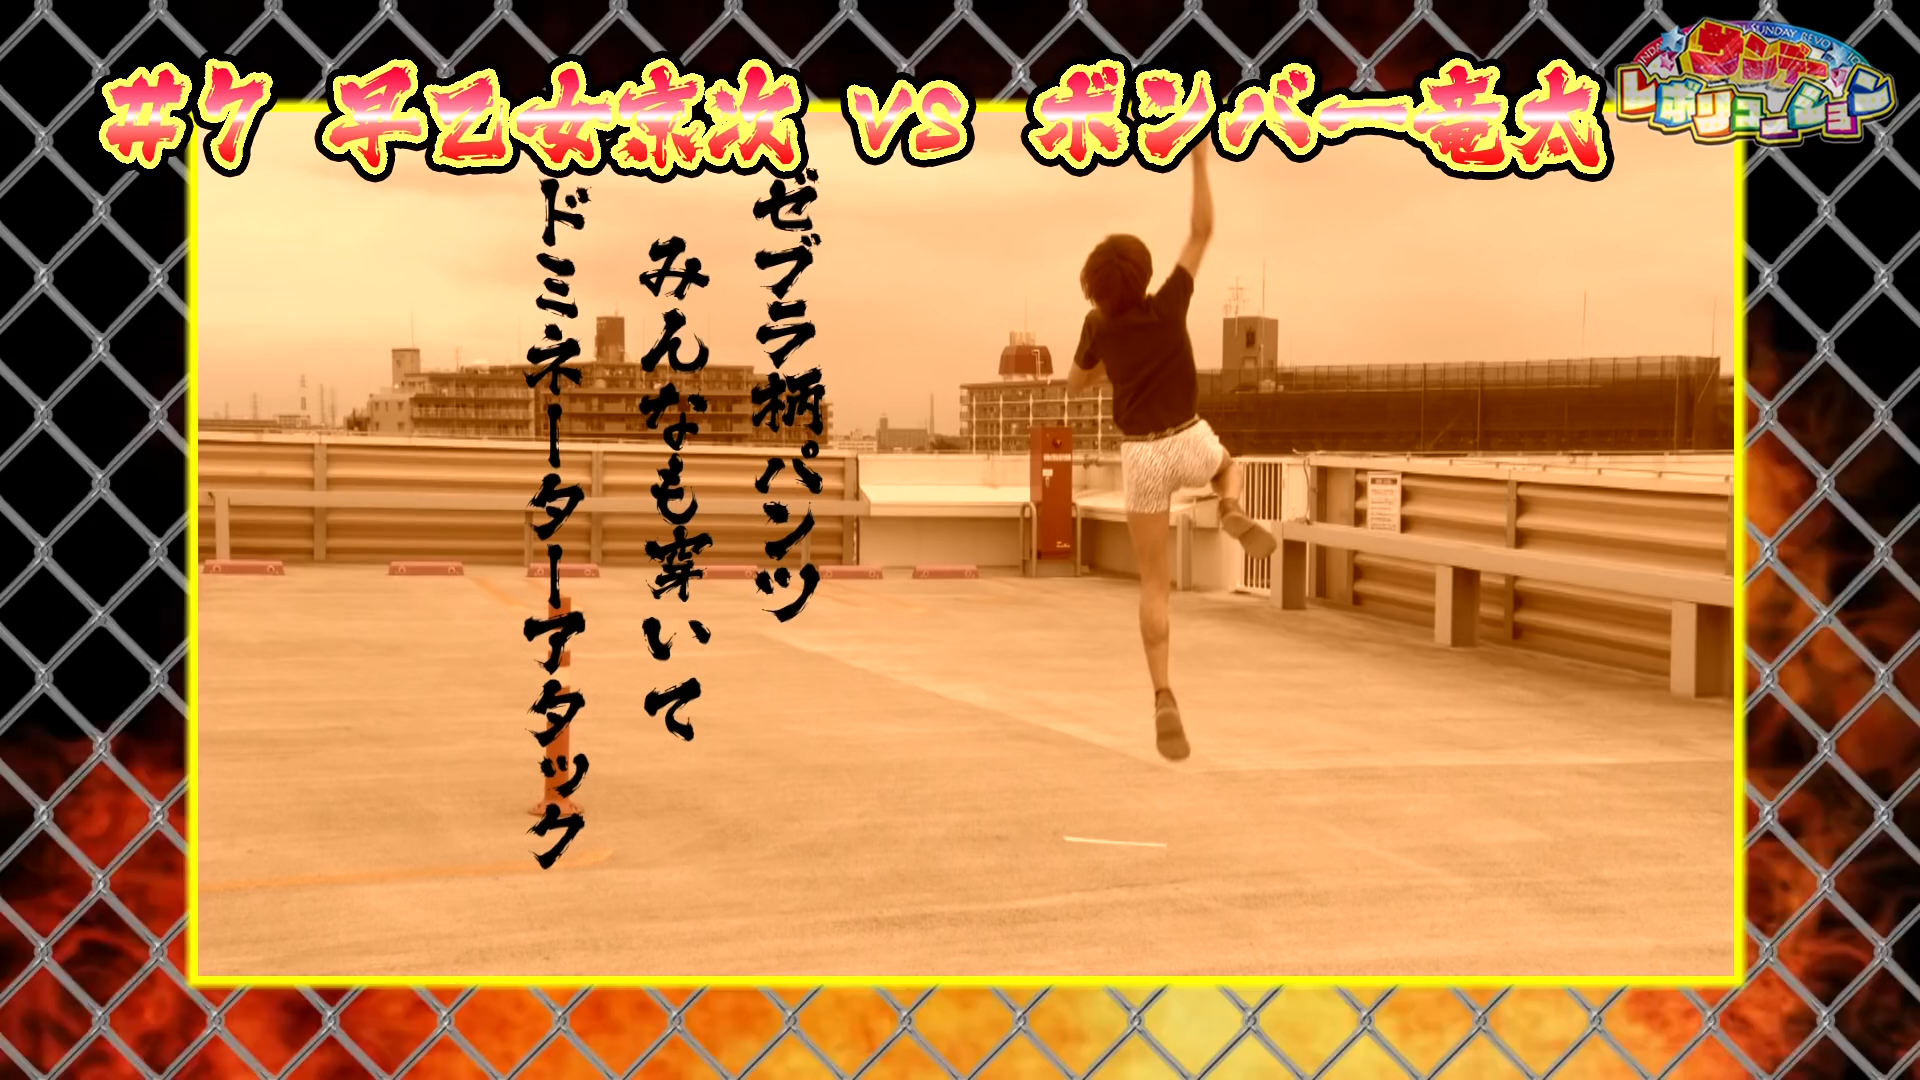 #7 早乙女京次 VS ボンバー竜太
SUNDAY REVO
サンデー
レボリューション
ゼブラ柄パンツ
みんなも穿いて
ドミネーターアタック